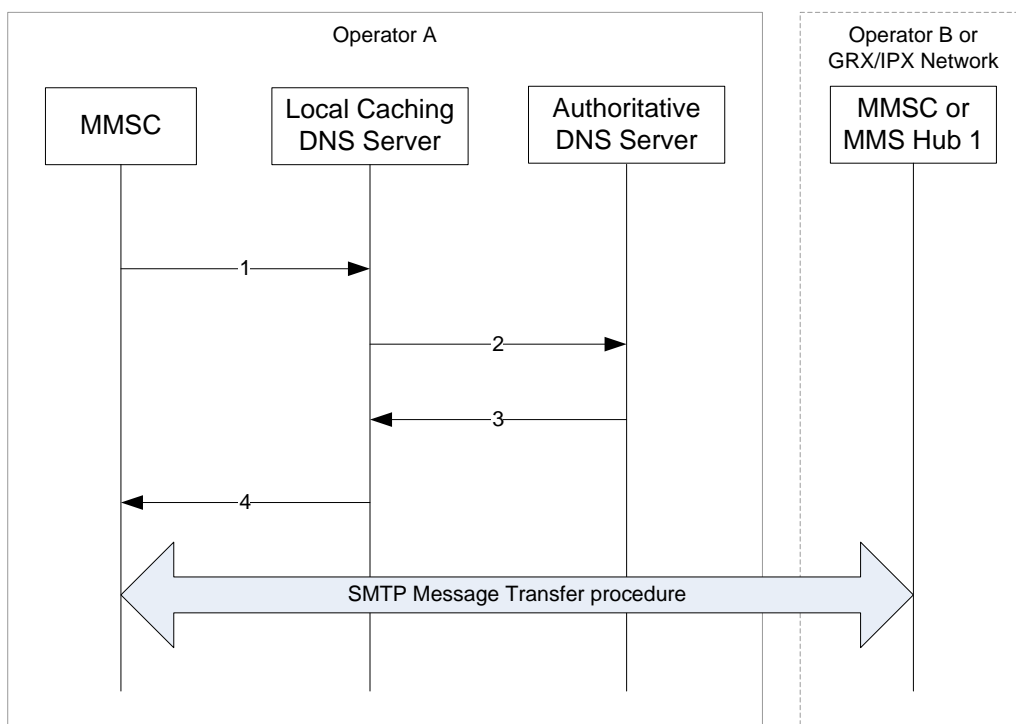 Operator A
Operator B or
GRX/IPX Network
MMSC
Local Caching
DNS Server
Authoritative
DNS Server
MMSC or
MMS Hub 1
1
2
3
4
SMTP Message Transfer procedure